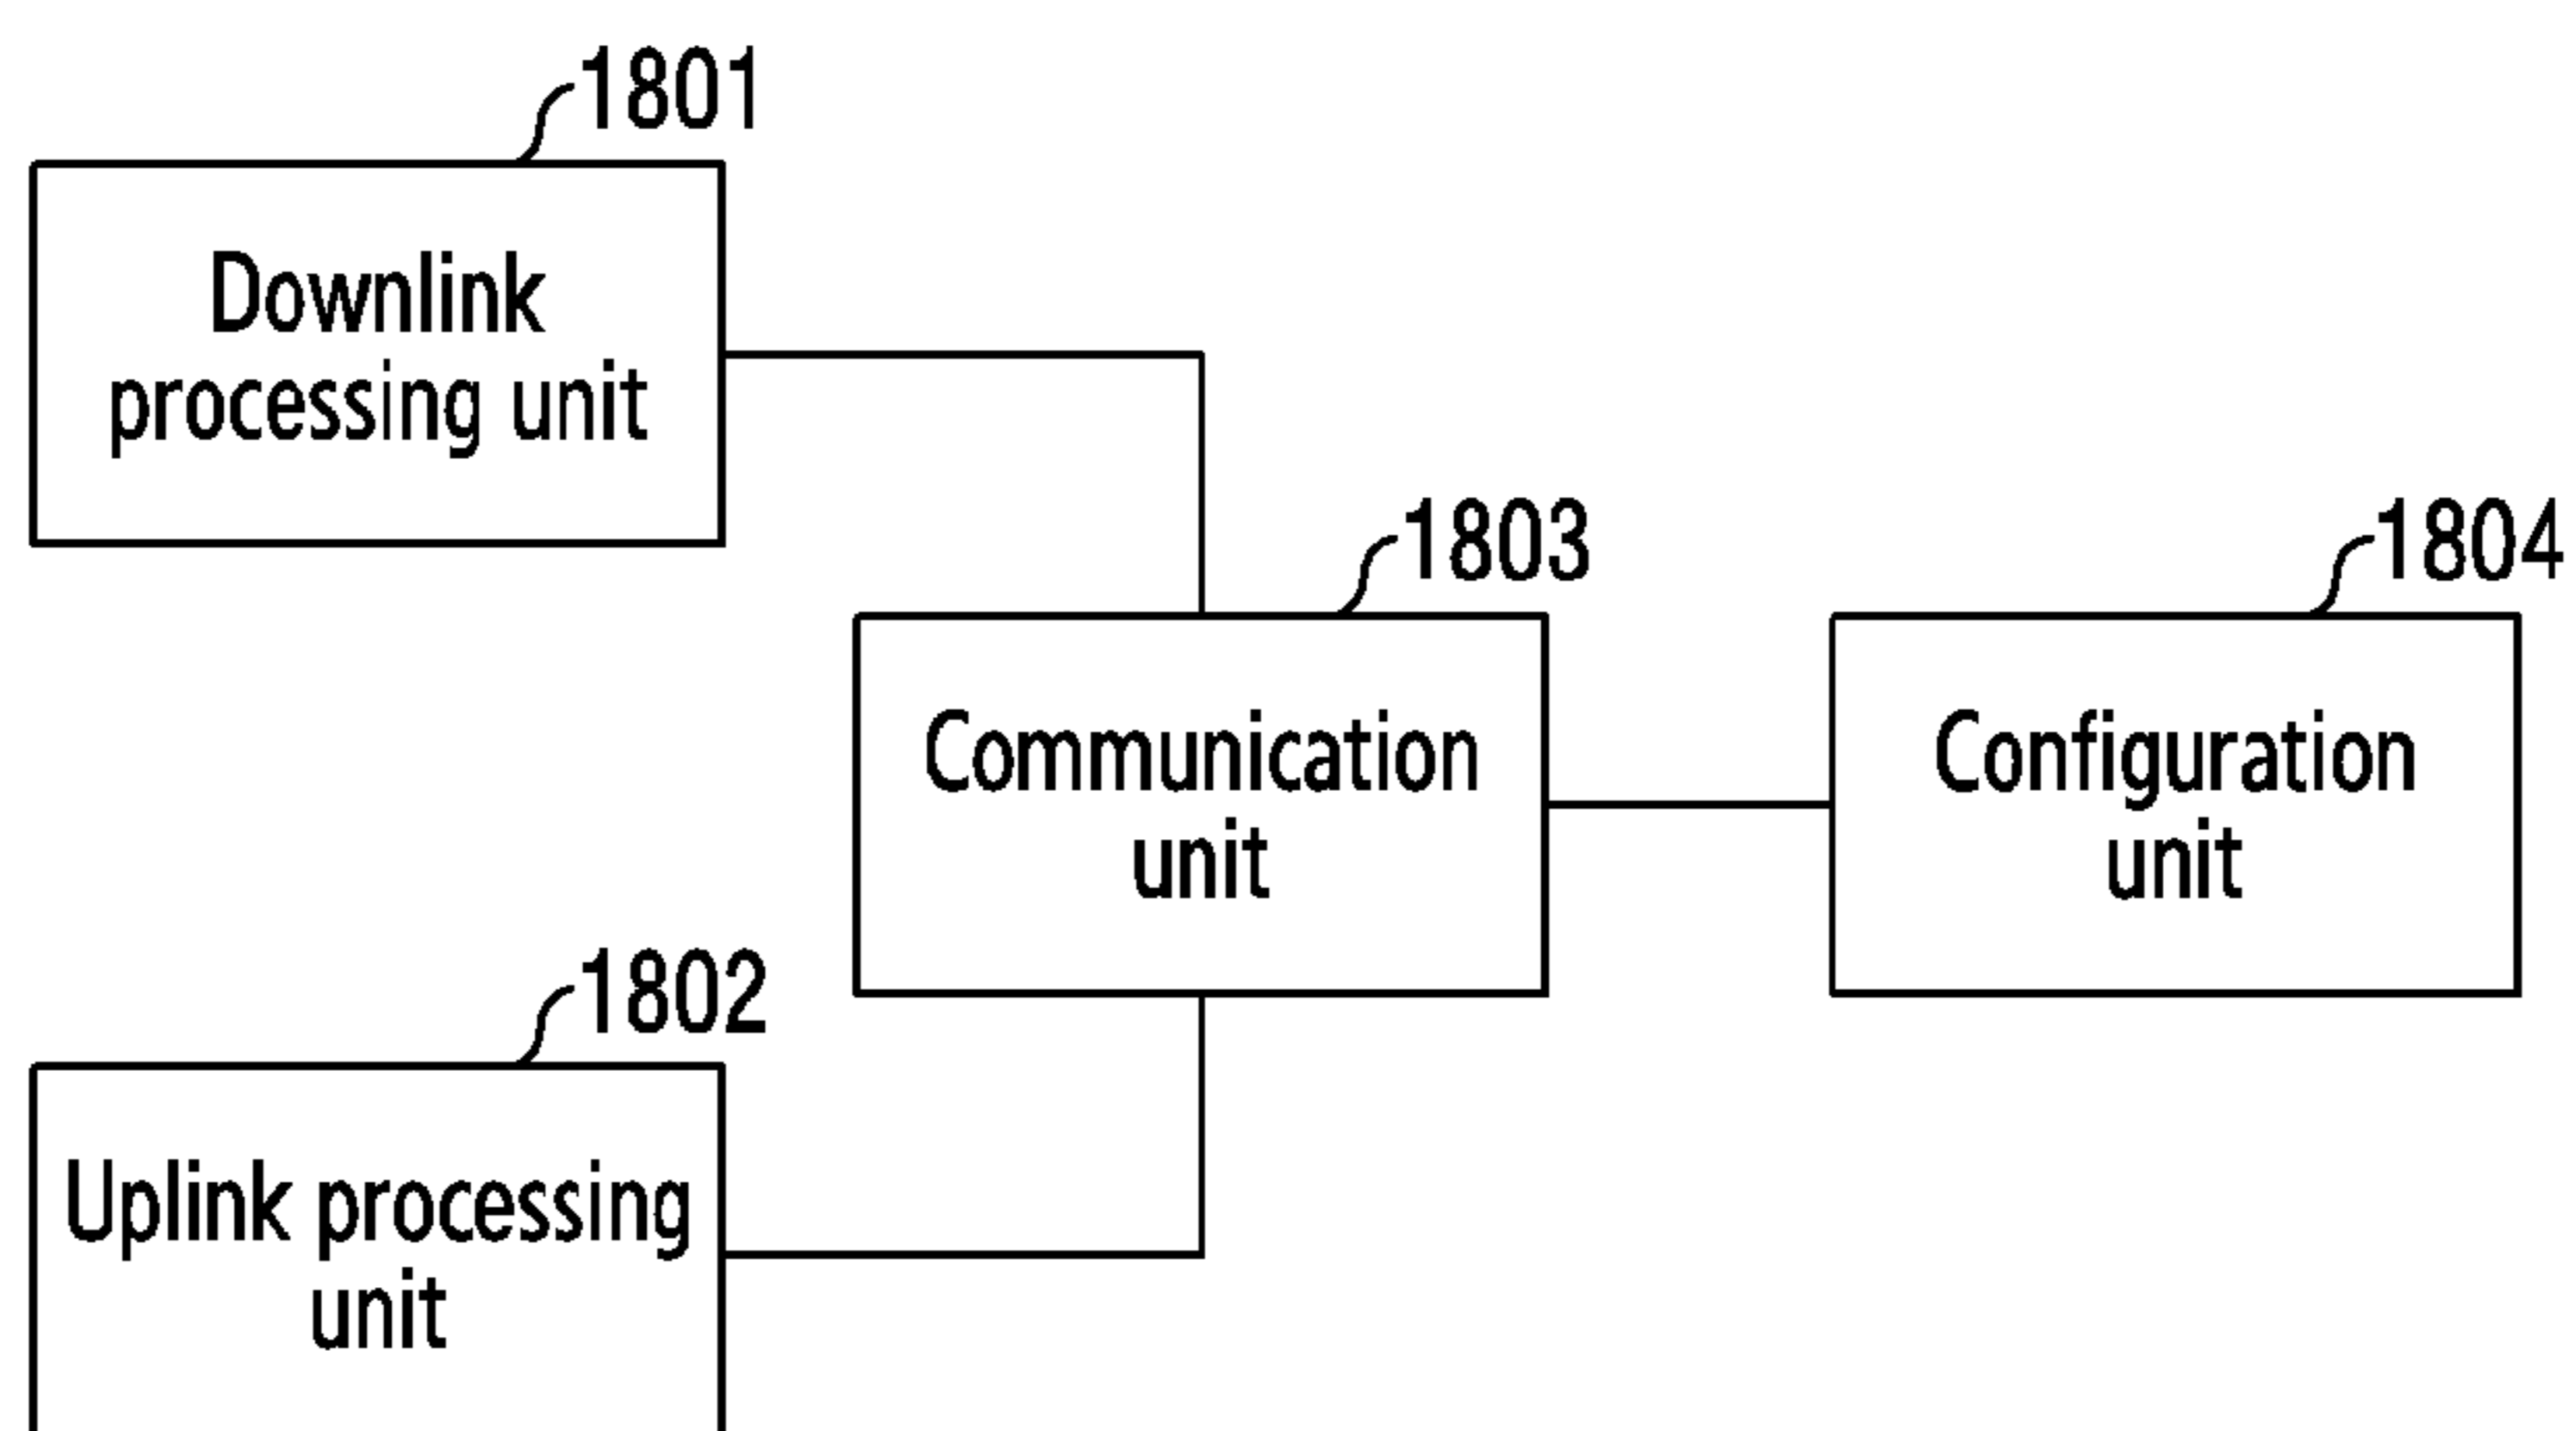 1801
Downlink
processing unit
1803
Communication
unit
1804
Configuration
unit
1802
Uplink processing
unit